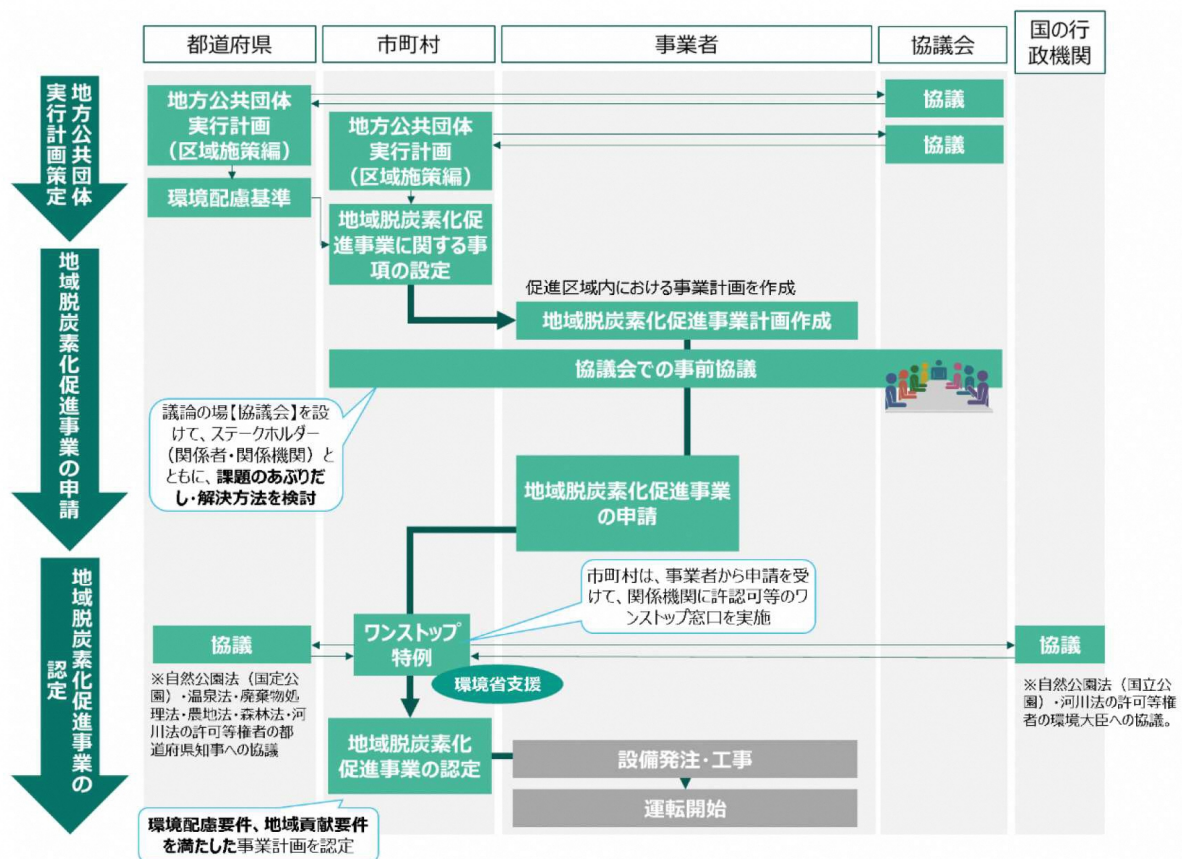 都道府県
市町村
事業者
協議会
国の行
政機関
地方公共団体
実行計画策定
地方公共団体
実行計画
（区域施策編）
環境配慮基準
地方公共団体
実行計画
（区域施策編）
地域脱炭素化促
進事業に関する事
項の設定
協議
協議
地域脱炭素化促進事業の申請
促進区域内における事業計画を作成
地域脱炭素化促進事業計画作成
協議会での事前協議
議論の場【協議会】を設
けて、ステークホルダー
（関係者・関係機関）と
ともに、課題のあぶりだ
し・解決方法を検討
地域脱炭素化促進事業
の申請
地域脱炭素化促進事業の
認定
市町村は、事業者から申請を受
けて、関係機関に許認可等のワ
ンストップ窓口を実施
協議
ワンストップ
特例
協議
環境省支援
※自然公園法（国定公
園）・温泉法・廃棄物処
理法・農地法・森林法・河
川法の許可等権者の都
道府県知事への協議
※自然公園法（国立公
園）・河川法の許可等権
者の環境大臣への協議。
地域脱炭素化
促進事業の認定
設備発注・工事
運転開始
環境配慮要件、地域貢献要件
を満たした事業計画を認定